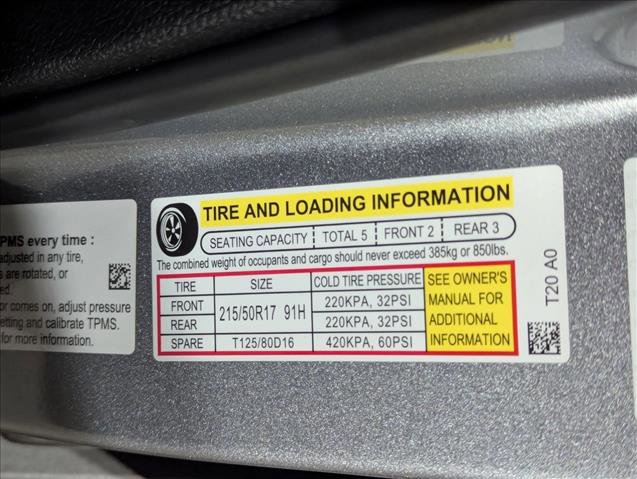 TIRE AND LOADING INFORMATION
SEATING CAPACITY TOTAL 5 FRONT 2 REAR 3
The combined weight of occupants and cargo should never exceed 385kg or 850lbs.
TIRE SIZE COLD TIRE PRESSURE SEE OWNER'S MANUAL FOR ADDITIONAL INFORMATION
FRONT 215/50R17 91H 220KPA, 32PSI
REAR 220KPA, 32PSI
SPARE T125/80D16 420KPA, 60PSI
T20 A0
TPMS every time :
adjusted in any tire,
s are rotated, or
changed.
or comes on, adjust pressure
etting and calibrate TPMS.
for more information.